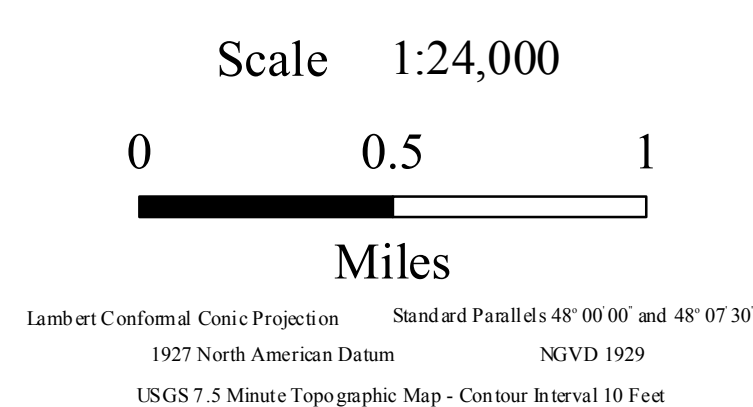 Scale 1:24,000
0 0.5 1
Miles
Lambert Conformal Conic Projection Standard Parallels 48° 00' 00" and 48° 07' 30"
1927 North American Datum NGVD 1929
USGS 7.5 Minute Topographic Map - Contour Interval 10 Feet